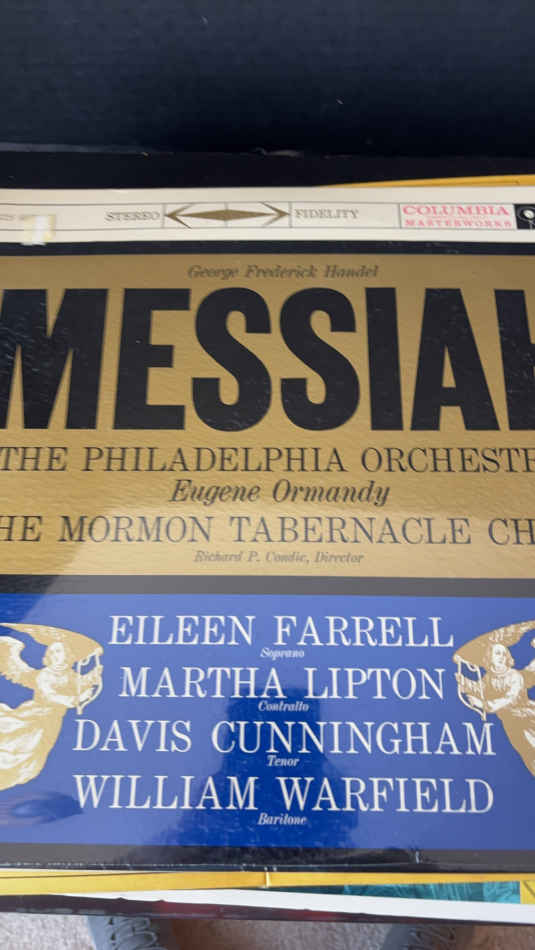 STEREO FIDELITY COLUMBIA
MASTERWORKS
George Frederick Handel
MESSIAH
THE PHILADELPHIA ORCHESTR
Eugene Ormandy
HE MORMON TABERNACLE CH
Richard P. Condie, Director
EILEEN FARRELL
Soprano
MARTHA LIPTON
Contralto
DAVIS CUNNINGHAM
Tenor
WILLIAM WARFIELD
Baritone